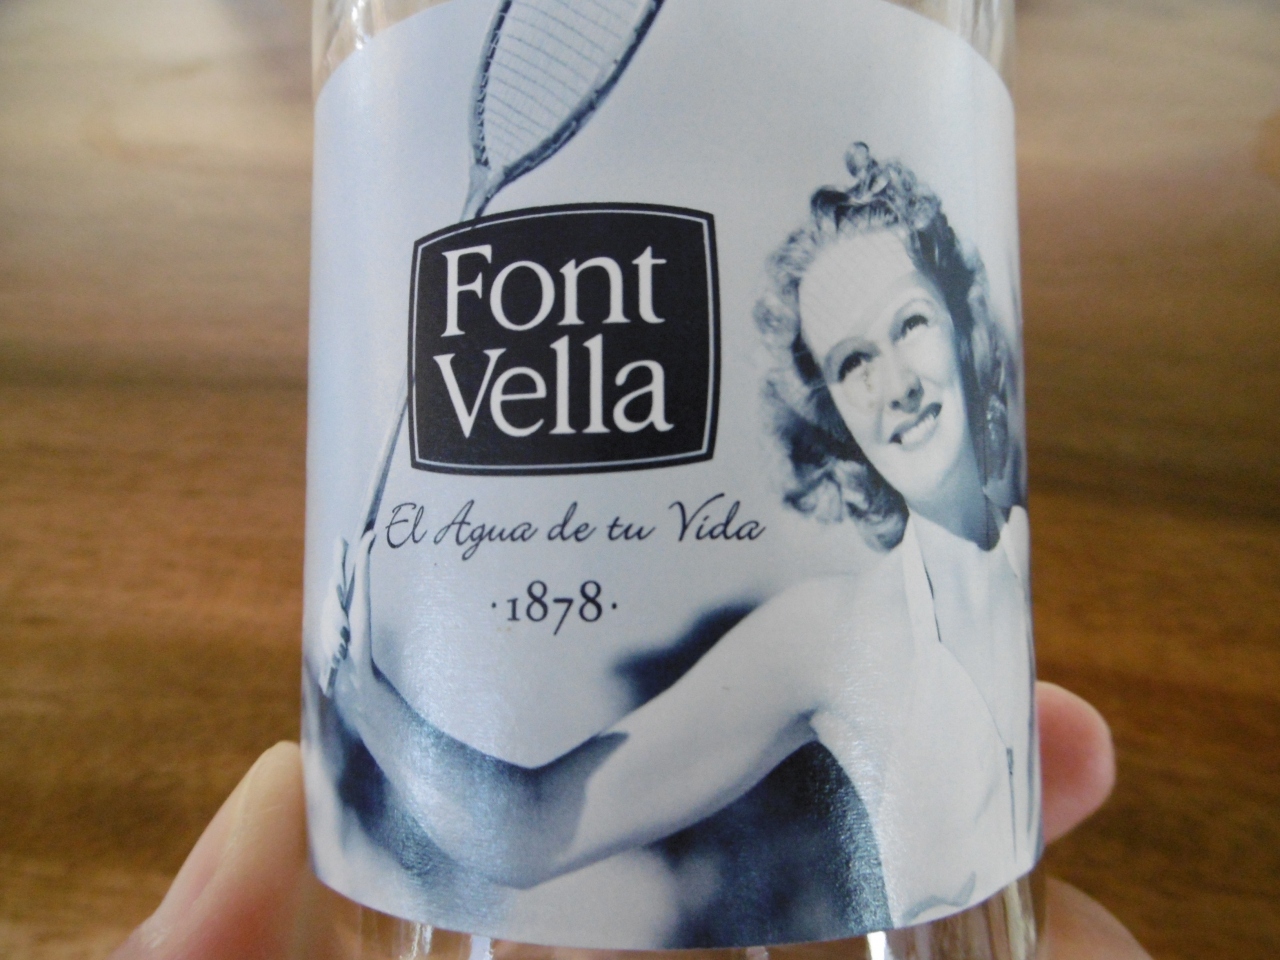 Font
Vella
El Agua de tu Vida
·1878·